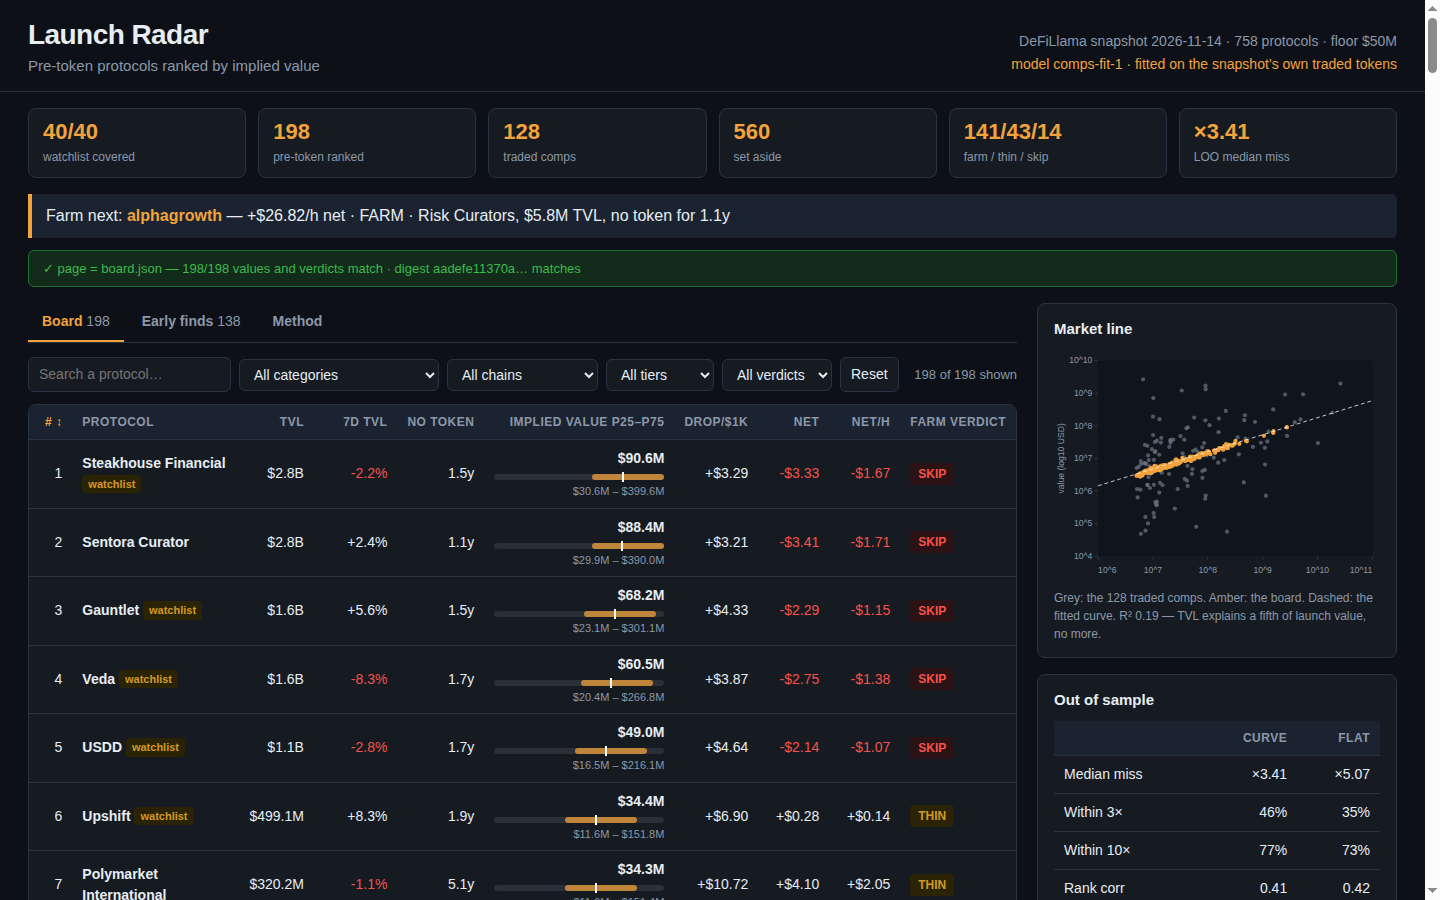 Launch Radar
Pre-token protocols ranked by implied value
DeFiLlama snapshot 2026-11-14 · 758 protocols · floor $50M
model comps-fit-1 · fitted on the snapshot's own traded tokens
40/40
watchlist covered
198
pre-token ranked
128
traded comps
560
set aside
141/43/14
farm / thin / skip
×3.41
LOO median miss
Farm next: alphagrowth — +$26.82/h net · FARM · Risk Curators, $5.8M TVL, no token for 1.1y
✓ page = board.json — 198/198 values and verdicts match · digest aadefe11370a… matches
Board 198 Early finds 138 Method
Search a protocol… All categories All chains All tiers All verdicts Reset 198 of 198 shown
# ↕ PROTOCOL TVL 7D TVL NO TOKEN IMPLIED VALUE P25–P75 DROP/$1K NET NET/H FARM VERDICT
1 Steakhouse Financial watchlist $2.8B -2.2% 1.5y $90.6M +$3.29 -$3.33 -$1.67 SKIP
$30.6M – $399.6M
2 Sentora Curator $2.8B +2.4% 1.1y $88.4M +$3.21 -$3.41 -$1.71 SKIP
$29.9M – $390.0M
3 Gauntlet watchlist $1.6B +5.6% 1.5y $68.2M +$4.33 -$2.29 -$1.15 SKIP
$23.1M – $301.1M
4 Veda watchlist $1.6B -8.3% 1.7y $60.5M +$3.87 -$2.75 -$1.38 SKIP
$20.4M – $266.8M
5 USDD watchlist $1.1B -2.8% 1.7y $49.0M +$4.64 -$2.14 -$1.07 SKIP
$16.5M – $216.1M
6 Upshift watchlist $499.1M +8.3% 1.9y $34.4M +$6.90 +$0.28 +$0.14 THIN
$11.6M – $151.8M
7 Polymarket International $320.2M -1.1% 5.1y $34.3M +$10.72 +$4.10 +$2.05 THIN
Market line
10^10
10^9
10^8
10^7
10^6
10^5
10^4
value (log10 USD)
10^6 10^7 10^8 10^9 10^10 10^11
Grey: the 128 traded comps. Amber: the board. Dashed: the
fitted curve. R² 0.19 — TVL explains a fifth of launch value,
no more.
Out of sample
CURVE FLAT
Median miss ×3.41 ×5.07
Within 3× 46% 35%
Within 10× 77% 73%
Rank corr 0.41 0.42